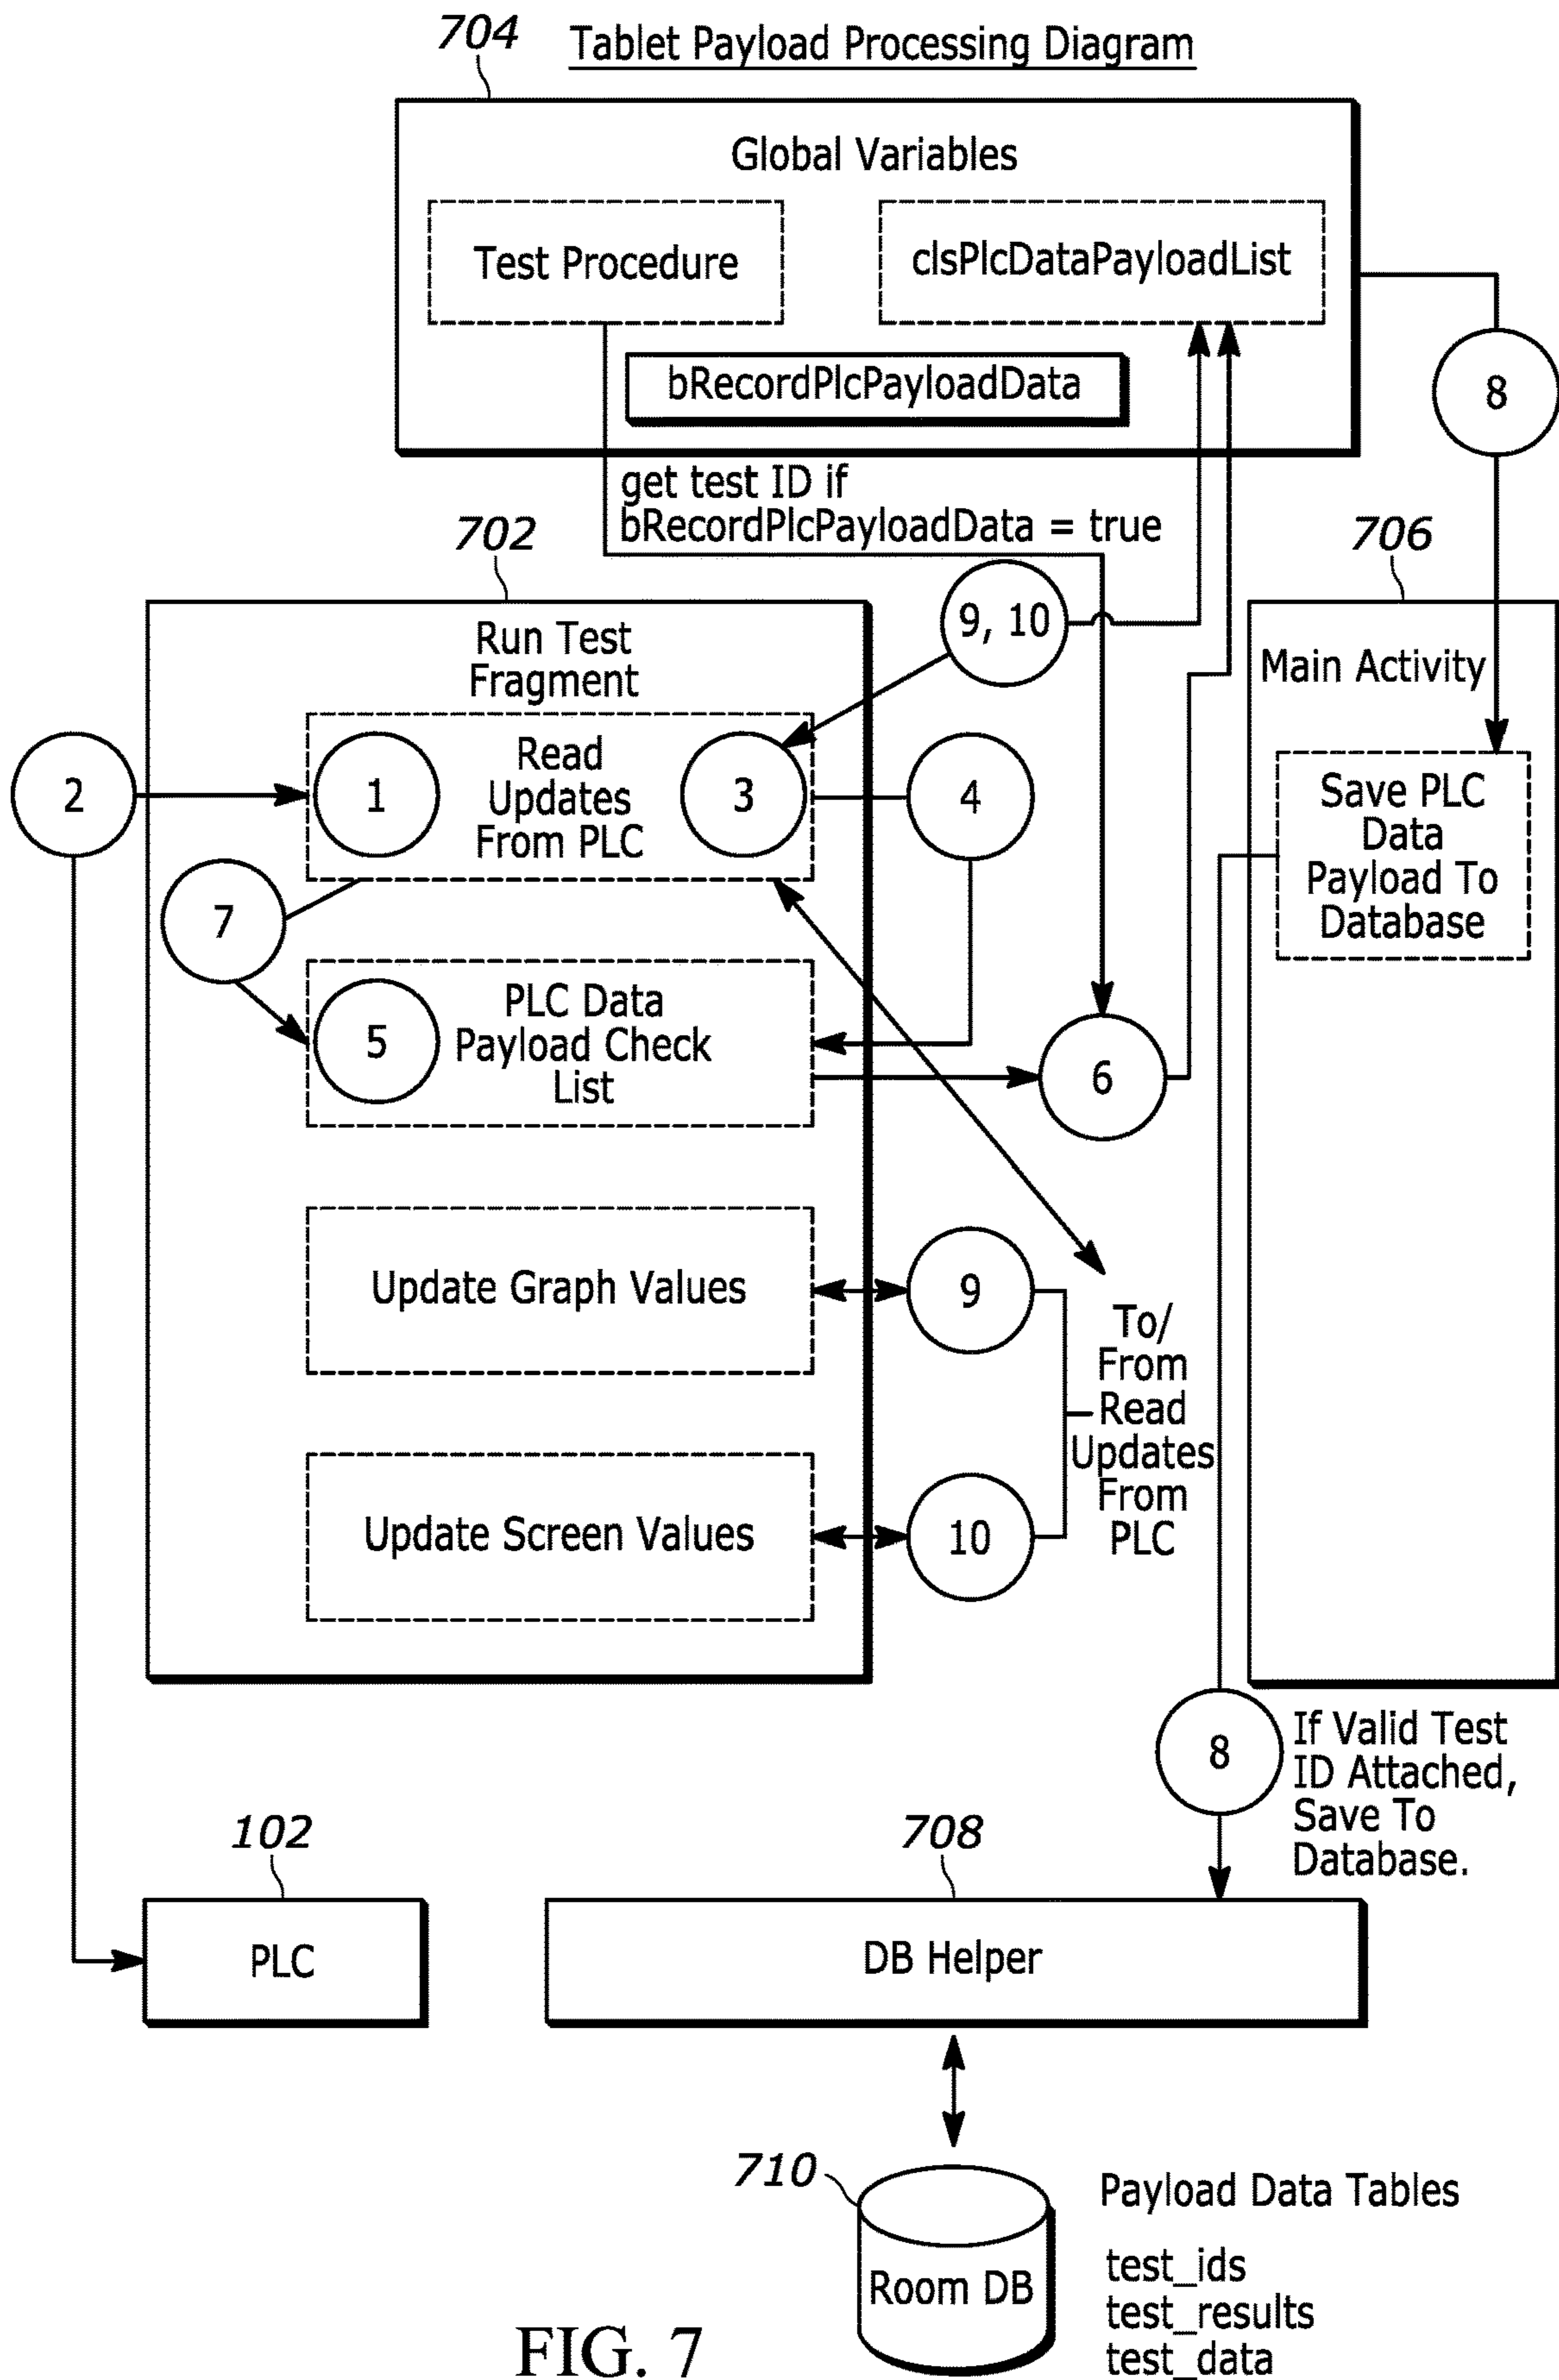 704
Tablet Payload Processing Diagram
Global Variables
Test Procedure
clsPlcDataPayloadList
bRecordPlcPayloadData
8
get test ID if
bRecordPlcPayloadData = true
702
706
Run Test
Fragment
9, 10
Main Activity
2
1
Read
Updates
From PLC
3
4
Save PLC
Data
Payload To
Database
7
5
PLC Data
Payload Check
List
6
Update Graph Values
9
To/
From
Read
Updates
From
PLC
Update Screen Values
10
8
If Valid Test
ID Attached,
Save To
Database.
102
PLC
708
DB Helper
710
Room DB
Payload Data Tables
test_ids
test_results
test_data
FIG. 7